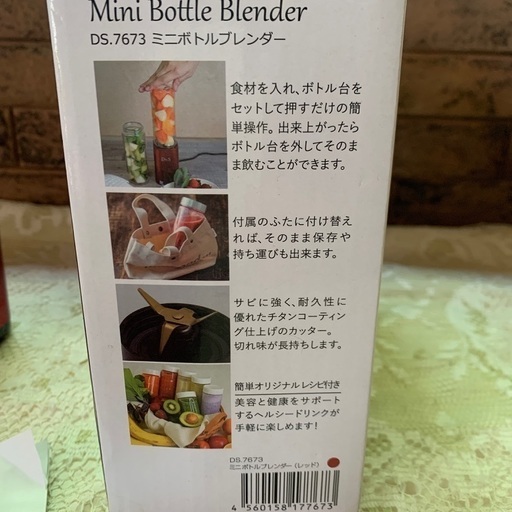 Mini Bottle Blender
DS.7673 ミニボトルブレンダー
食材を入れ、ボトル台を
セットして押すだけの簡
単操作。出来上がったら
ボトル台を外してそのま
ま飲むことができます。
付属のふたに付け替え
れば、そのまま保存や
持ち運びも出来ます。
サビに強く、耐久性に
優れたチタンコーティン
グ仕上げのカッター。
切れ味が長持ちします。
簡単オリジナルレシピ付き
美容と健康をサポート
するヘルシードリンクが
手軽に楽しめます!
DS.7673
ミニボトルブレンダー (レッド)
4 560158 177673